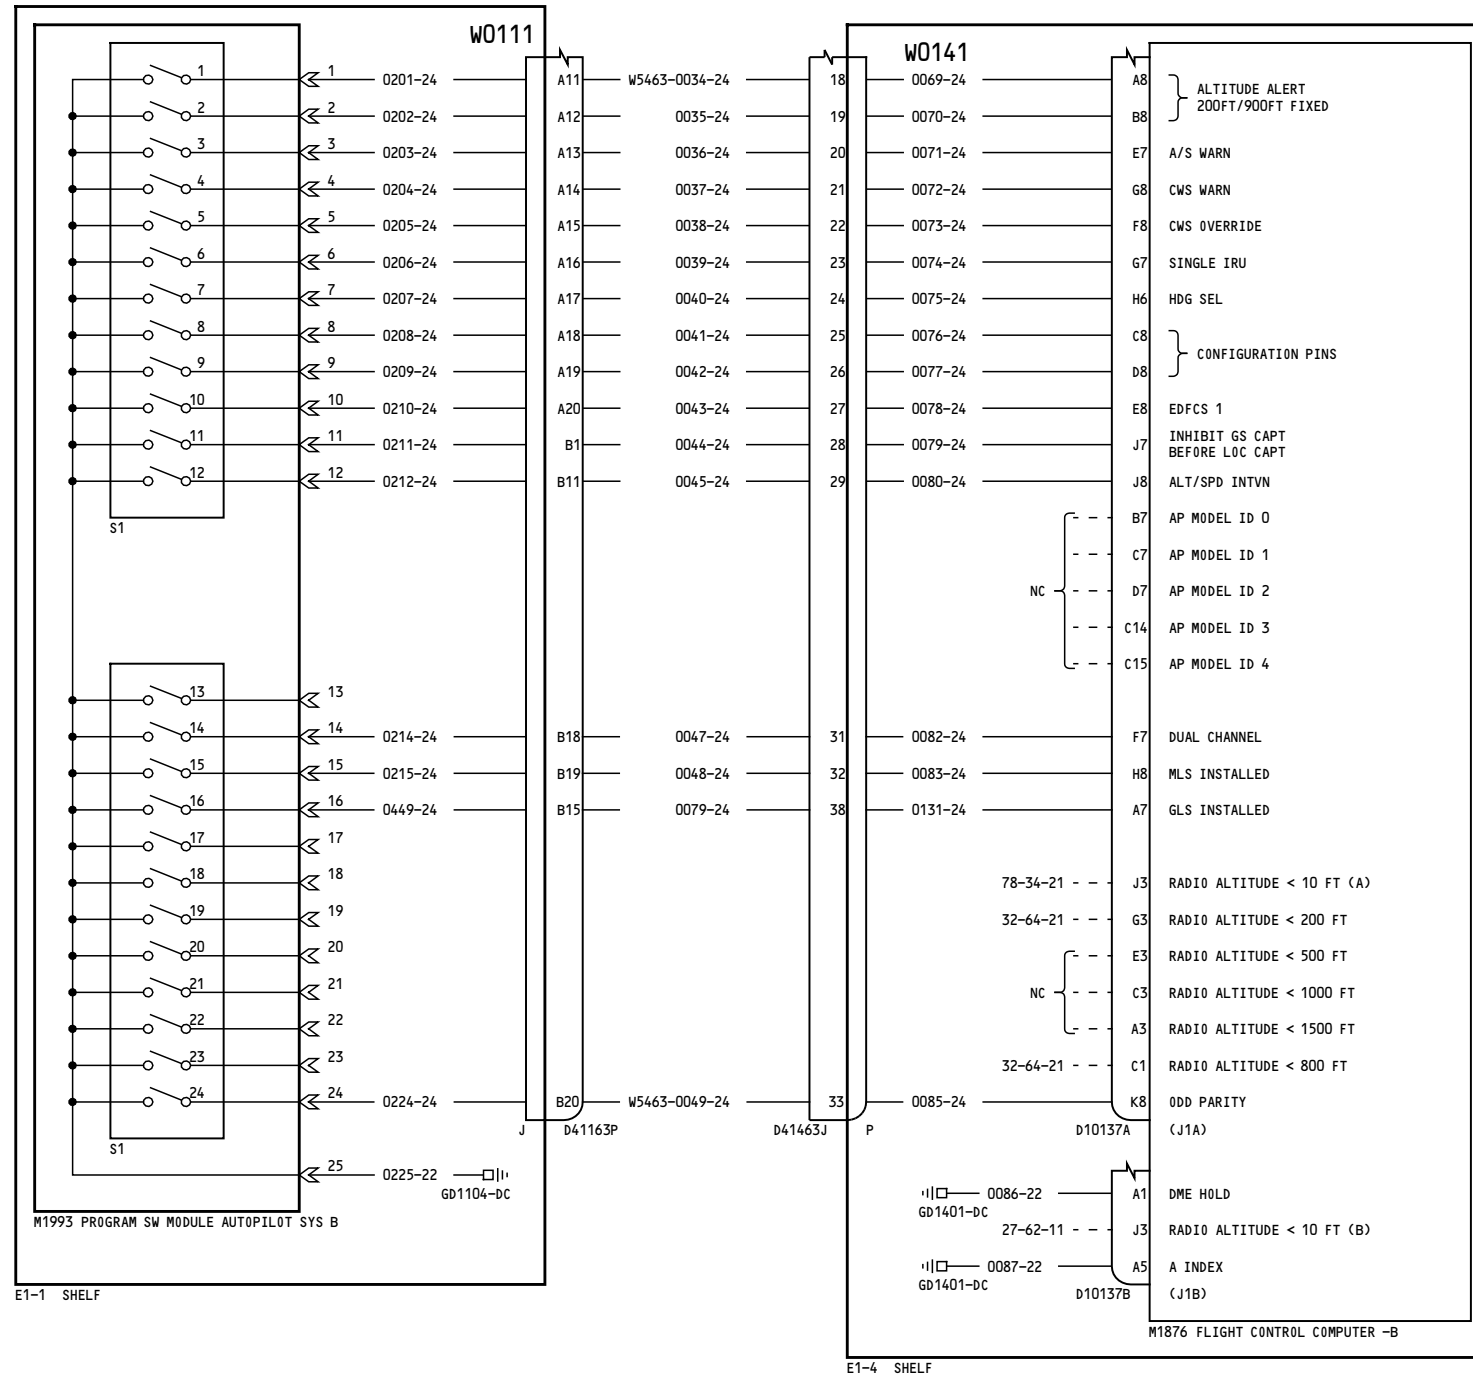 W0111
W0141
1 1 0201-24 A11 W5463-0034-24 18 0069-24 A8
ALTITUDE ALERT
200FT/900FT FIXED
2 2 0202-24 A12 0035-24 19 0070-24 B8
3 3 0203-24 A13 0036-24 20 0071-24 E7 A/S WARN
4 4 0204-24 A14 0037-24 21 0072-24 G8 CWS WARN
5 5 0205-24 A15 0038-24 22 0073-24 F8 CWS OVERRIDE
6 6 0206-24 A16 0039-24 23 0074-24 G7 SINGLE IRU
7 7 0207-24 A17 0040-24 24 0075-24 H6 HDG SEL
8 8 0208-24 A18 0041-24 25 0076-24 C8
CONFIGURATION PINS
9 9 0209-24 A19 0042-24 26 0077-24 D8
10 10 0210-24 A20 0043-24 27 0078-24 E8 EDFCS 1
11 11 0211-24 B1 0044-24 28 0079-24 J7 INHIBIT GS CAPT
BEFORE LOC CAPT
12 12 0212-24 B11 0045-24 29 0080-24 J8 ALT/SPD INTVN
S1
B7 AP MODEL ID 0
C7 AP MODEL ID 1
NC D7 AP MODEL ID 2
C14 AP MODEL ID 3
C15 AP MODEL ID 4
13 13
14 14 0214-24 B18 0047-24 31 0082-24 F7 DUAL CHANNEL
15 15 0215-24 B19 0048-24 32 0083-24 H8 MLS INSTALLED
16 16 0449-24 B15 0079-24 38 0131-24 A7 GLS INSTALLED
17 17
18 18 78-34-21 J3 RADIO ALTITUDE < 10 FT (A)
19 19 32-64-21 G3 RADIO ALTITUDE < 200 FT
20 20 E3 RADIO ALTITUDE < 500 FT
21 21 NC C3 RADIO ALTITUDE < 1000 FT
22 22 A3 RADIO ALTITUDE < 1500 FT
23 23 32-64-21 C1 RADIO ALTITUDE < 800 FT
24 24 0224-24 B20 W5463-0049-24 33 0085-24 K8 ODD PARITY
S1 J D41163P D41463J P D10137A (J1A)
25 0225-22
GD1104-DC
0086-22 A1 DME HOLD
GD1401-DC
M1993 PROGRAM SW MODULE AUTOPILOT SYS B
27-62-11 J3 RADIO ALTITUDE < 10 FT (B)
0087-22 A5 A INDEX
GD1401-DC
D10137B (J1B)
E1-1 SHELF
M1876 FLIGHT CONTROL COMPUTER -B
E1-4 SHELF